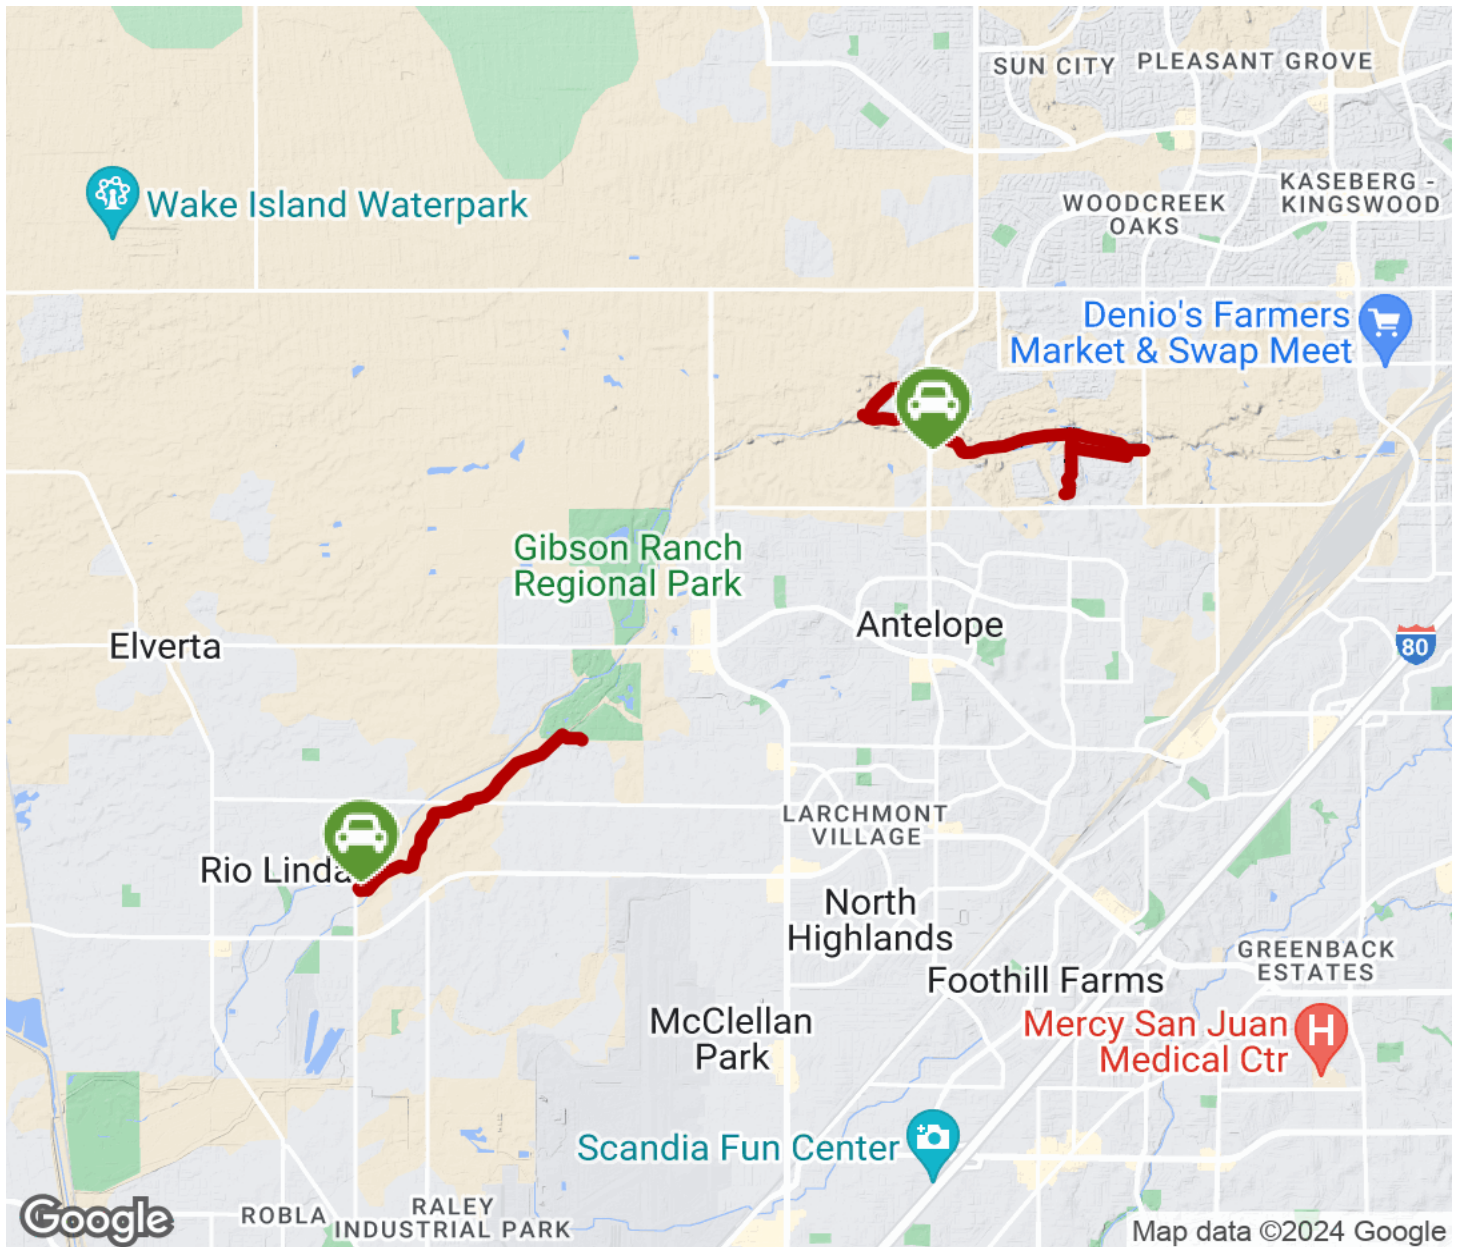 SUN CITY
PLEASANT GROVE
Wake Island Waterpark
KASEBERG -
KINGSWOOD
WOODCREEK
OAKS
Denio's Farmers
Market & Swap Meet
Gibson Ranch
Regional Park
Elverta
Antelope
80
LARCHMONT
VILLAGE
Rio Linda
North
Highlands
GREENBACK
ESTATES
Foothill Farms
McClellan
Park
Mercy San Juan
Medical Ctr
H
Scandia Fun Center
ROBLA
RALEY
INDUSTRIAL PARK
Google
Map data ©2024 Google